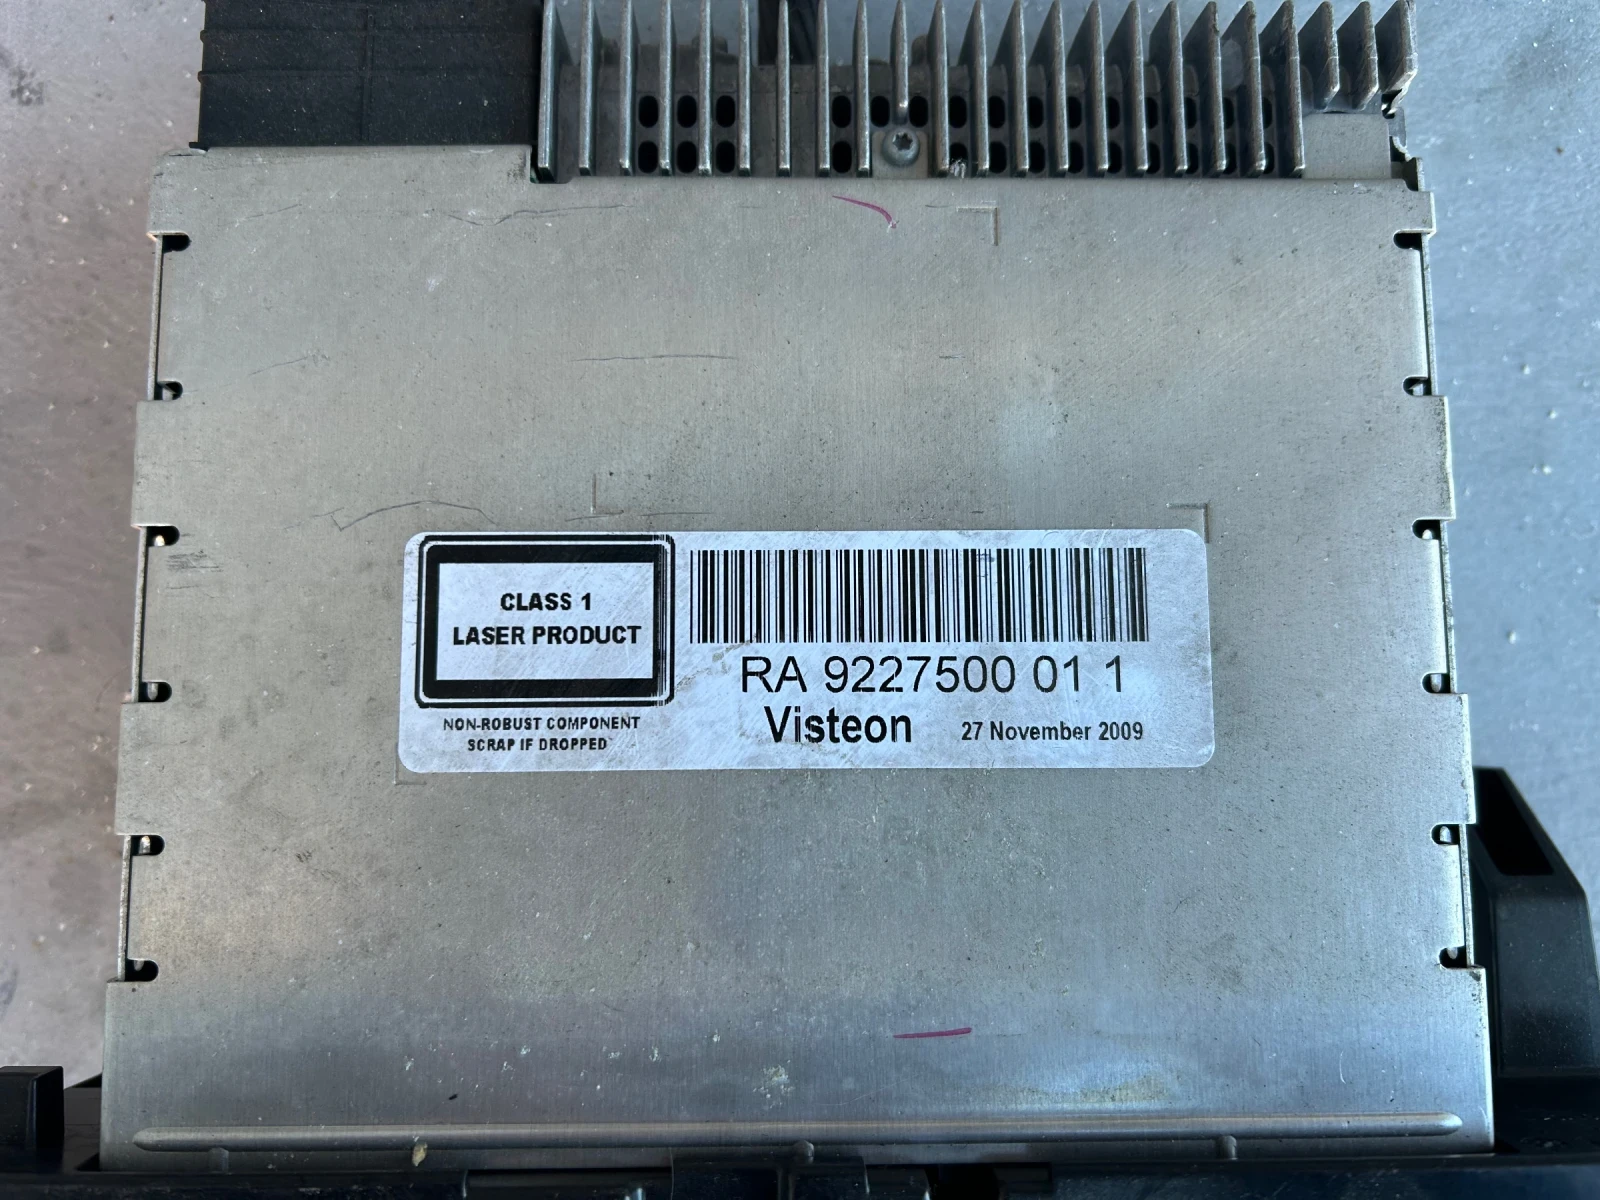 CLASS 1
LASER PRODUCT
NON-ROBUST COMPONENT
SCRAP IF DROPPED
RA 9227500 01 1
Visteon 27 November 2009